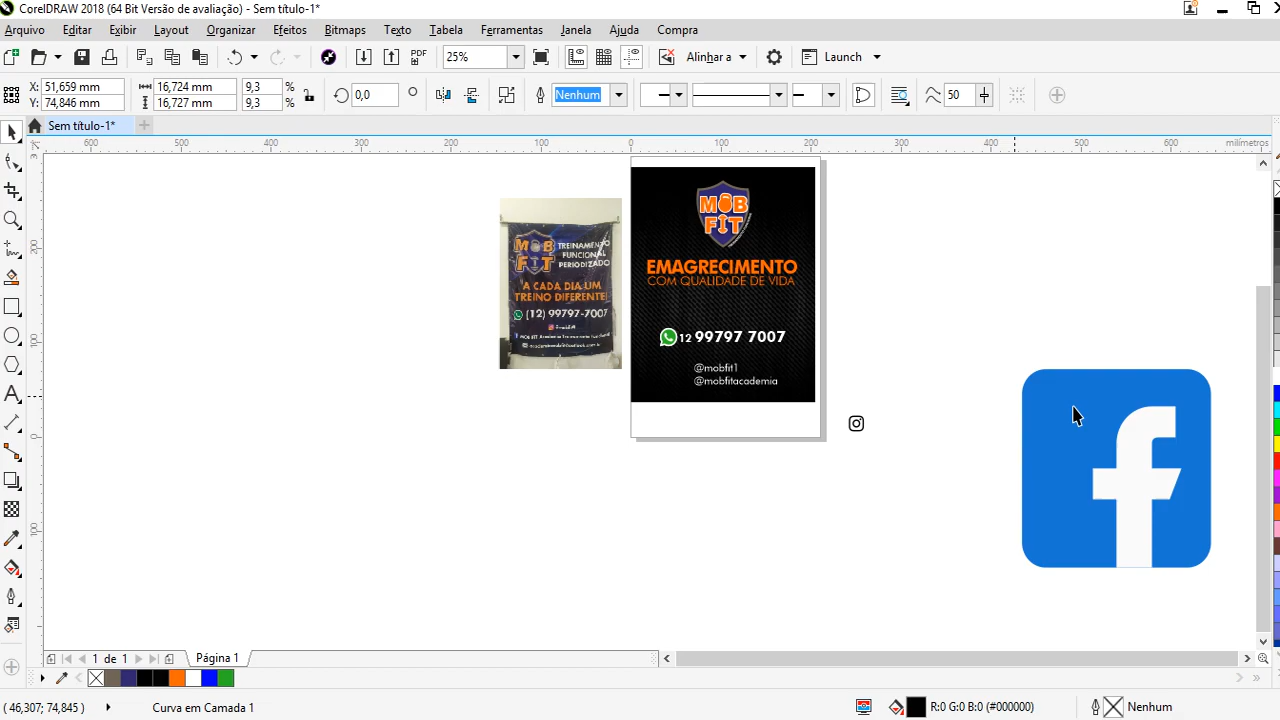 CorelDRAW 2018 (64 Bit Versão de avaliação) - Sem título-1*
Arquivo Editar Exibir Layout Organizar Efeitos Bitmaps Texto Tabela Ferramentas Janela Ajuda Compra
PDF 25% Alinhar a Launch
X: 51,659 mm 16,724 mm 9,3 % 0,0 Nenhum 50
Y: 74,846 mm 16,727 mm 9,3 %
Sem título-1*
600 500 400 300 200 100 0 100 200 300 400 500 600 milímetros
200
100
0
100
MOB
FIT
TREINAMENTO
FUNCIONAL
PERIODIZADO
A CADA DIA UM
TREINO DIFERENTE
(12) 99797-7007
MOB
FIT
EMAGRECIMENTO
COM QUALIDADE DE VIDA
12 99797 7007
@mobfit1
@mobfitacademia
f
1 de 1 Página 1
( 46,307; 74,845 ) Curva em Camada 1 R:0 G:0 B:0 (#000000) Nenhum